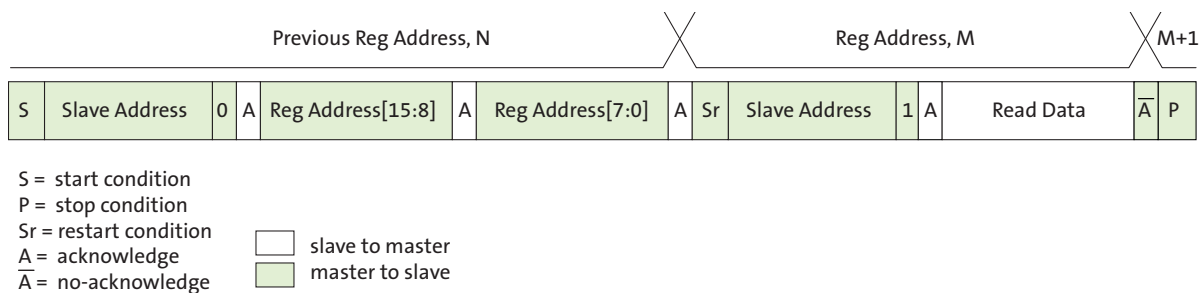 Previous Reg Address, N Reg Address, M M+1
S Slave Address 0 A Reg Address[15:8] A Reg Address[7:0] A Sr Slave Address 1 A Read Data A̅ P
S = start condition
P = stop condition
Sr = restart condition
A = acknowledge
A̅ = no-acknowledge
slave to master
master to slave